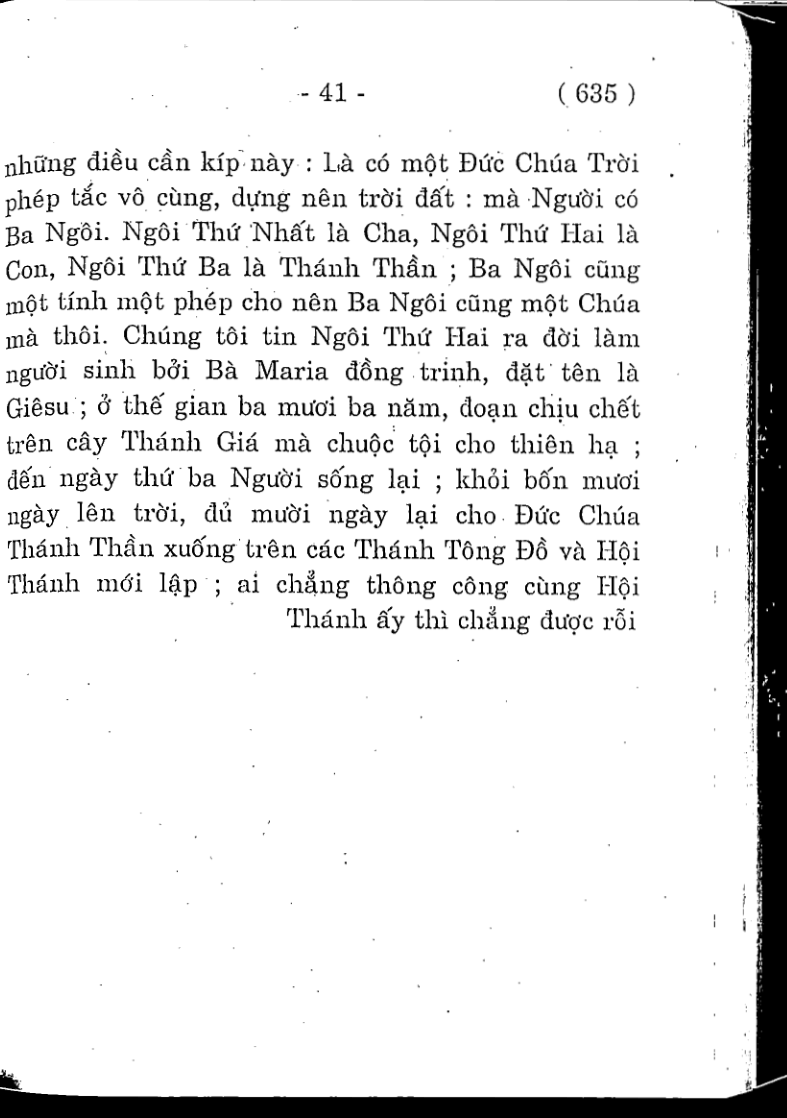 - 41 - ( 635 )
những điều cần kíp này : Là có một Đức Chúa Trời
phép tắc vô cùng, dựng nên trời đất : mà Người có
Ba Ngôi. Ngôi Thứ Nhất là Cha, Ngôi Thứ Hai là
Con, Ngôi Thứ Ba là Thánh Thần ; Ba Ngôi cũng
một tính một phép cho nên Ba Ngôi cũng một Chúa
mà thôi. Chúng tôi tin Ngôi Thứ Hai ra đời làm
người sinh bởi Bà Maria đồng trinh, đặt tên là
Giêsu ; ở thế gian ba mươi ba năm, đoạn chịu chết
trên cây Thánh Giá mà chuộc tội cho thiên hạ ;
đến ngày thứ ba Người sống lại ; khỏi bốn mươi
ngày lên trời, đủ mười ngày lại cho Đức Chúa
Thánh Thần xuống trên các Thánh Tông Đồ và Hội
Thánh mới lập ; ai chẳng thông công cùng Hội
Thánh ấy thì chẳng được rỗi